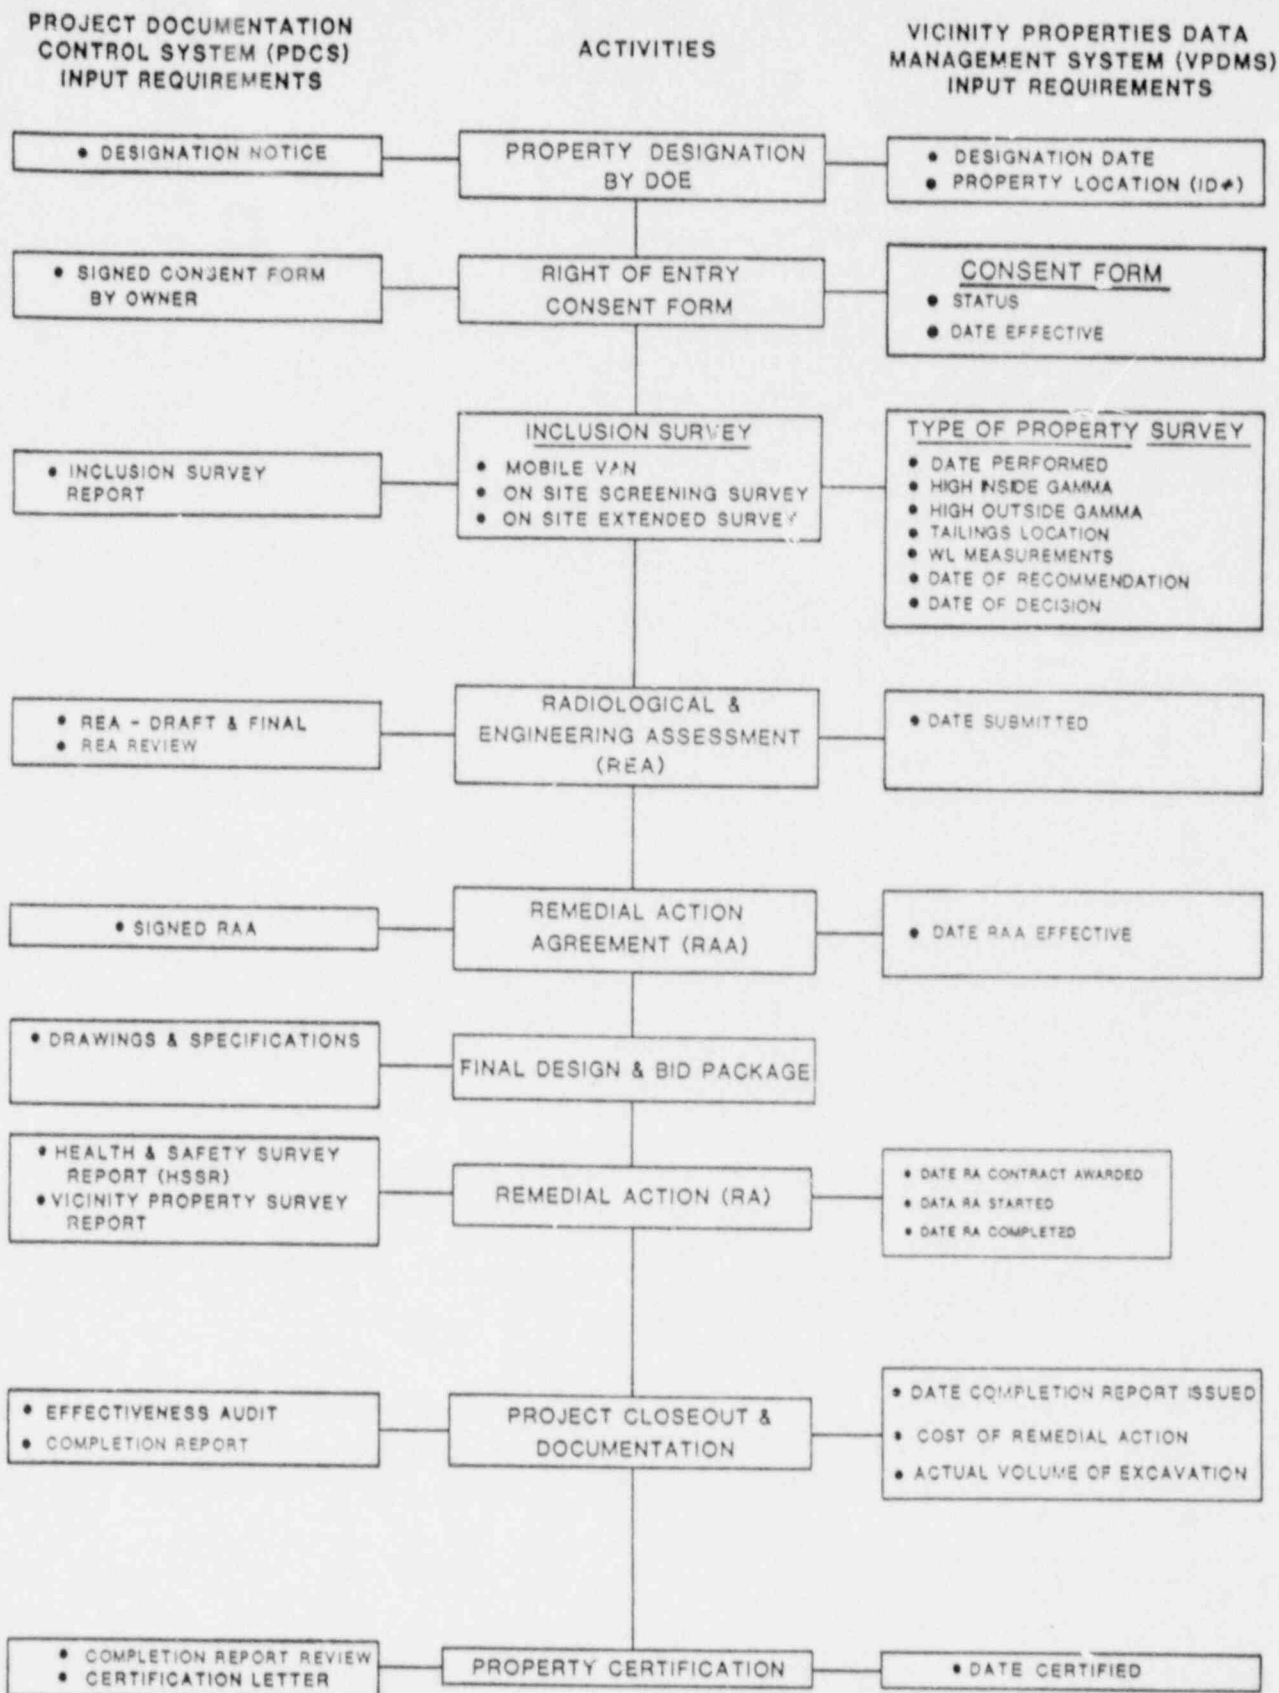 PROJECT DOCUMENTATION
CONTROL SYSTEM (PDCS)
INPUT REQUIREMENTS
ACTIVITIES
VICINITY PROPERTIES DATA
MANAGEMENT SYSTEM (VPDMS)
INPUT REQUIREMENTS
• DESIGNATION NOTICE
PROPERTY DESIGNATION
BY DOE
• DESIGNATION DATE
• PROPERTY LOCATION (ID#)
• SIGNED CONSENT FORM
BY OWNER
RIGHT OF ENTRY
CONSENT FORM
CONSENT FORM
• STATUS
• DATE EFFECTIVE
• INCLUSION SURVEY
REPORT
INCLUSION SURVEY
• MOBILE VAN
• ON SITE SCREENING SURVEY
• ON SITE EXTENDED SURVEY
TYPE OF PROPERTY SURVEY
• DATE PERFORMED
• HIGH INSIDE GAMMA
• HIGH OUTSIDE GAMMA
• TAILINGS LOCATION
• WL MEASUREMENTS
• DATE OF RECOMMENDATION
• DATE OF DECISION
• REA - DRAFT & FINAL
• REA REVIEW
RADIOLOGICAL &
ENGINEERING ASSESSMENT
(REA)
• DATE SUBMITTED
• SIGNED RAA
REMEDIAL ACTION
AGREEMENT (RAA)
• DATE RAA EFFECTIVE
• DRAWINGS & SPECIFICATIONS
FINAL DESIGN & BID PACKAGE
• HEALTH & SAFETY SURVEY
REPORT (HSSR)
• VICINITY PROPERTY SURVEY
REPORT
REMEDIAL ACTION (RA)
• DATE RA CONTRACT AWARDED
• DATA RA STARTED
• DATE RA COMPLETED
• EFFECTIVENESS AUDIT
• COMPLETION REPORT
PROJECT CLOSEOUT &
DOCUMENTATION
• DATE COMPLETION REPORT ISSUED
• COST OF REMEDIAL ACTION
• ACTUAL VOLUME OF EXCAVATION
• COMPLETION REPORT REVIEW
• CERTIFICATION LETTER
PROPERTY CERTIFICATION
• DATE CERTIFIED